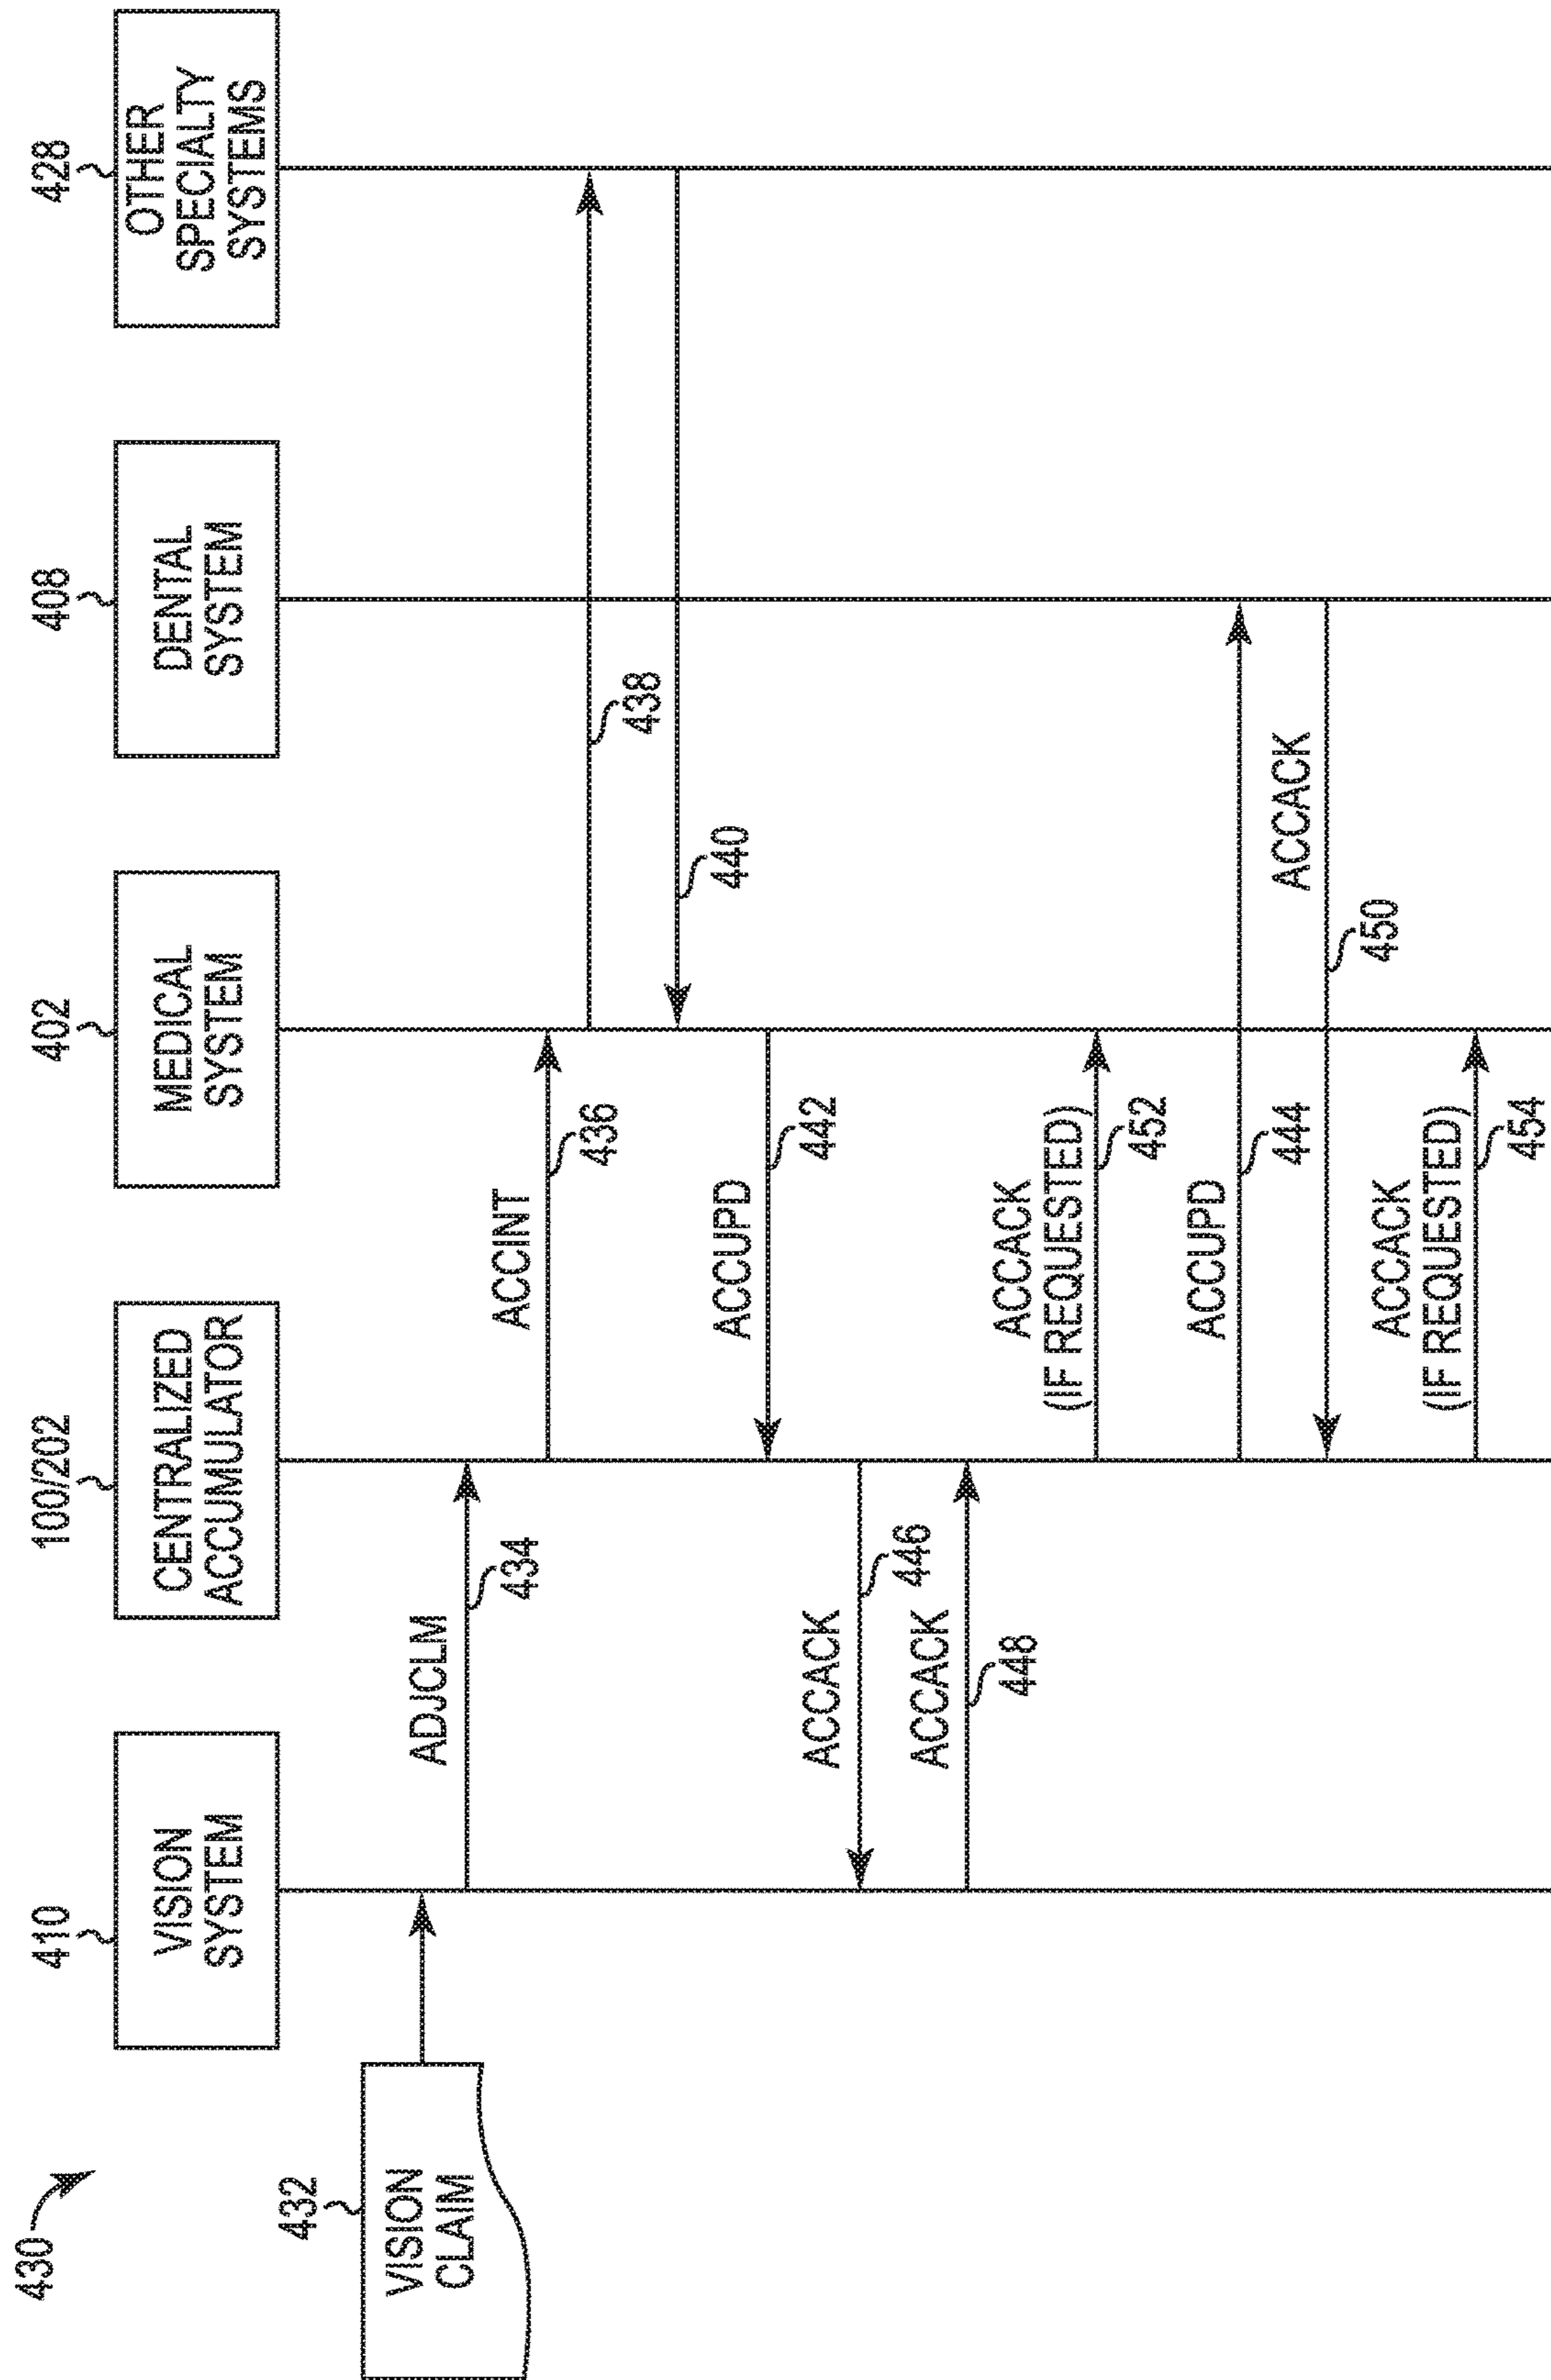 430
410
VISION
SYSTEM
100/202
CENTRALIZED
ACCUMULATOR
402
MEDICAL
SYSTEM
408
DENTAL
SYSTEM
428
OTHER
SPECIALTY
SYSTEMS
432
VISION
CLAIM
ADJCLM
434
ACCINT
436
438
440
ACCUPD
442
ACCACK
446
ACCACK
448
ACCACK
(IF REQUESTED)
452
ACCUPD
444
ACCACK
450
ACCACK
(IF REQUESTED)
454